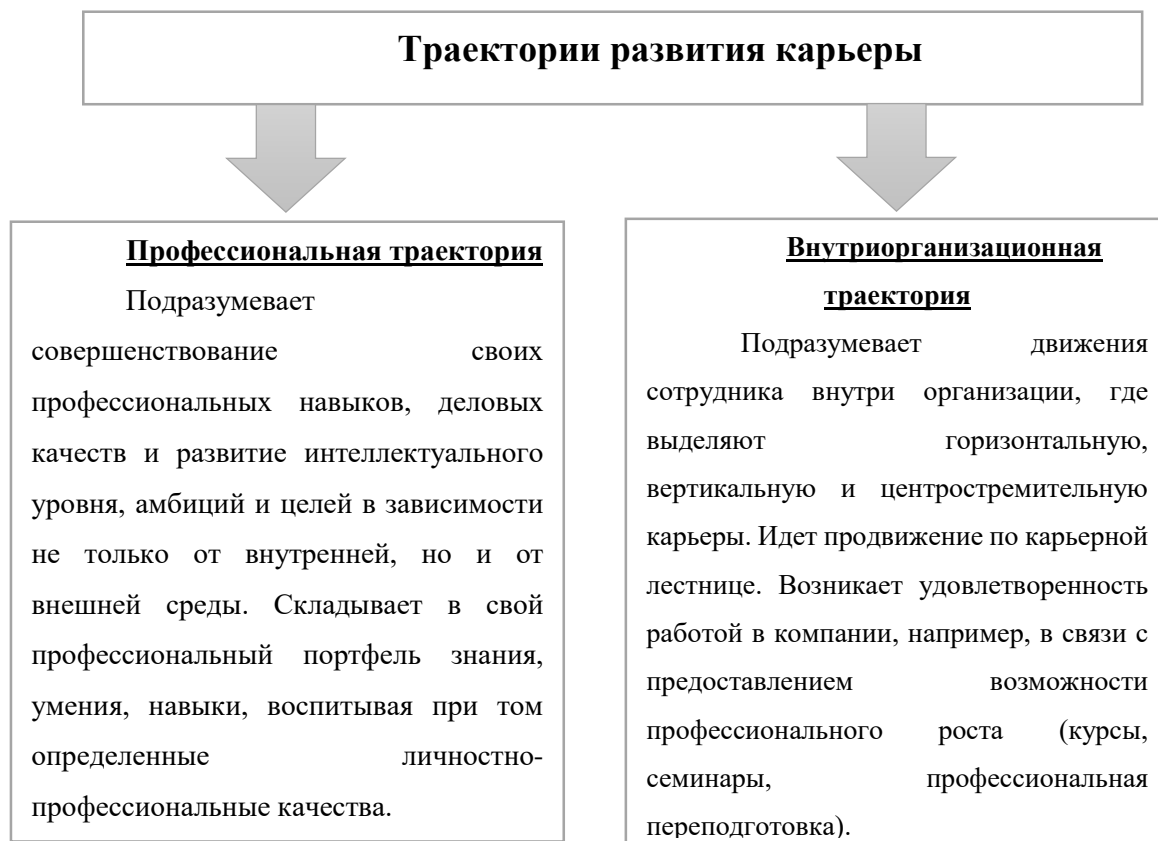 Траектории развития карьеры
Профессиональная траектория
Подразумевает
совершенствование своих
профессиональных навыков, деловых
качеств и развитие интеллектуального
уровня, амбиций и целей в зависимости
не только от внутренней, но и от
внешней среды. Складывает в свой
профессиональный портфель знания,
умения, навыки, воспитывая при том
определенные личностно-
профессиональные качества.
Внутриорганизационная
траектория
Подразумевает движения
сотрудника внутри организации, где
выделяют горизонтальную,
вертикальную и центростремительную
карьеры. Идет продвижение по карьерной
лестнице. Возникает удовлетворенность
работой в компании, например, в связи с
предоставлением возможности
профессионального роста (курсы,
семинары, профессиональная
переподготовка).